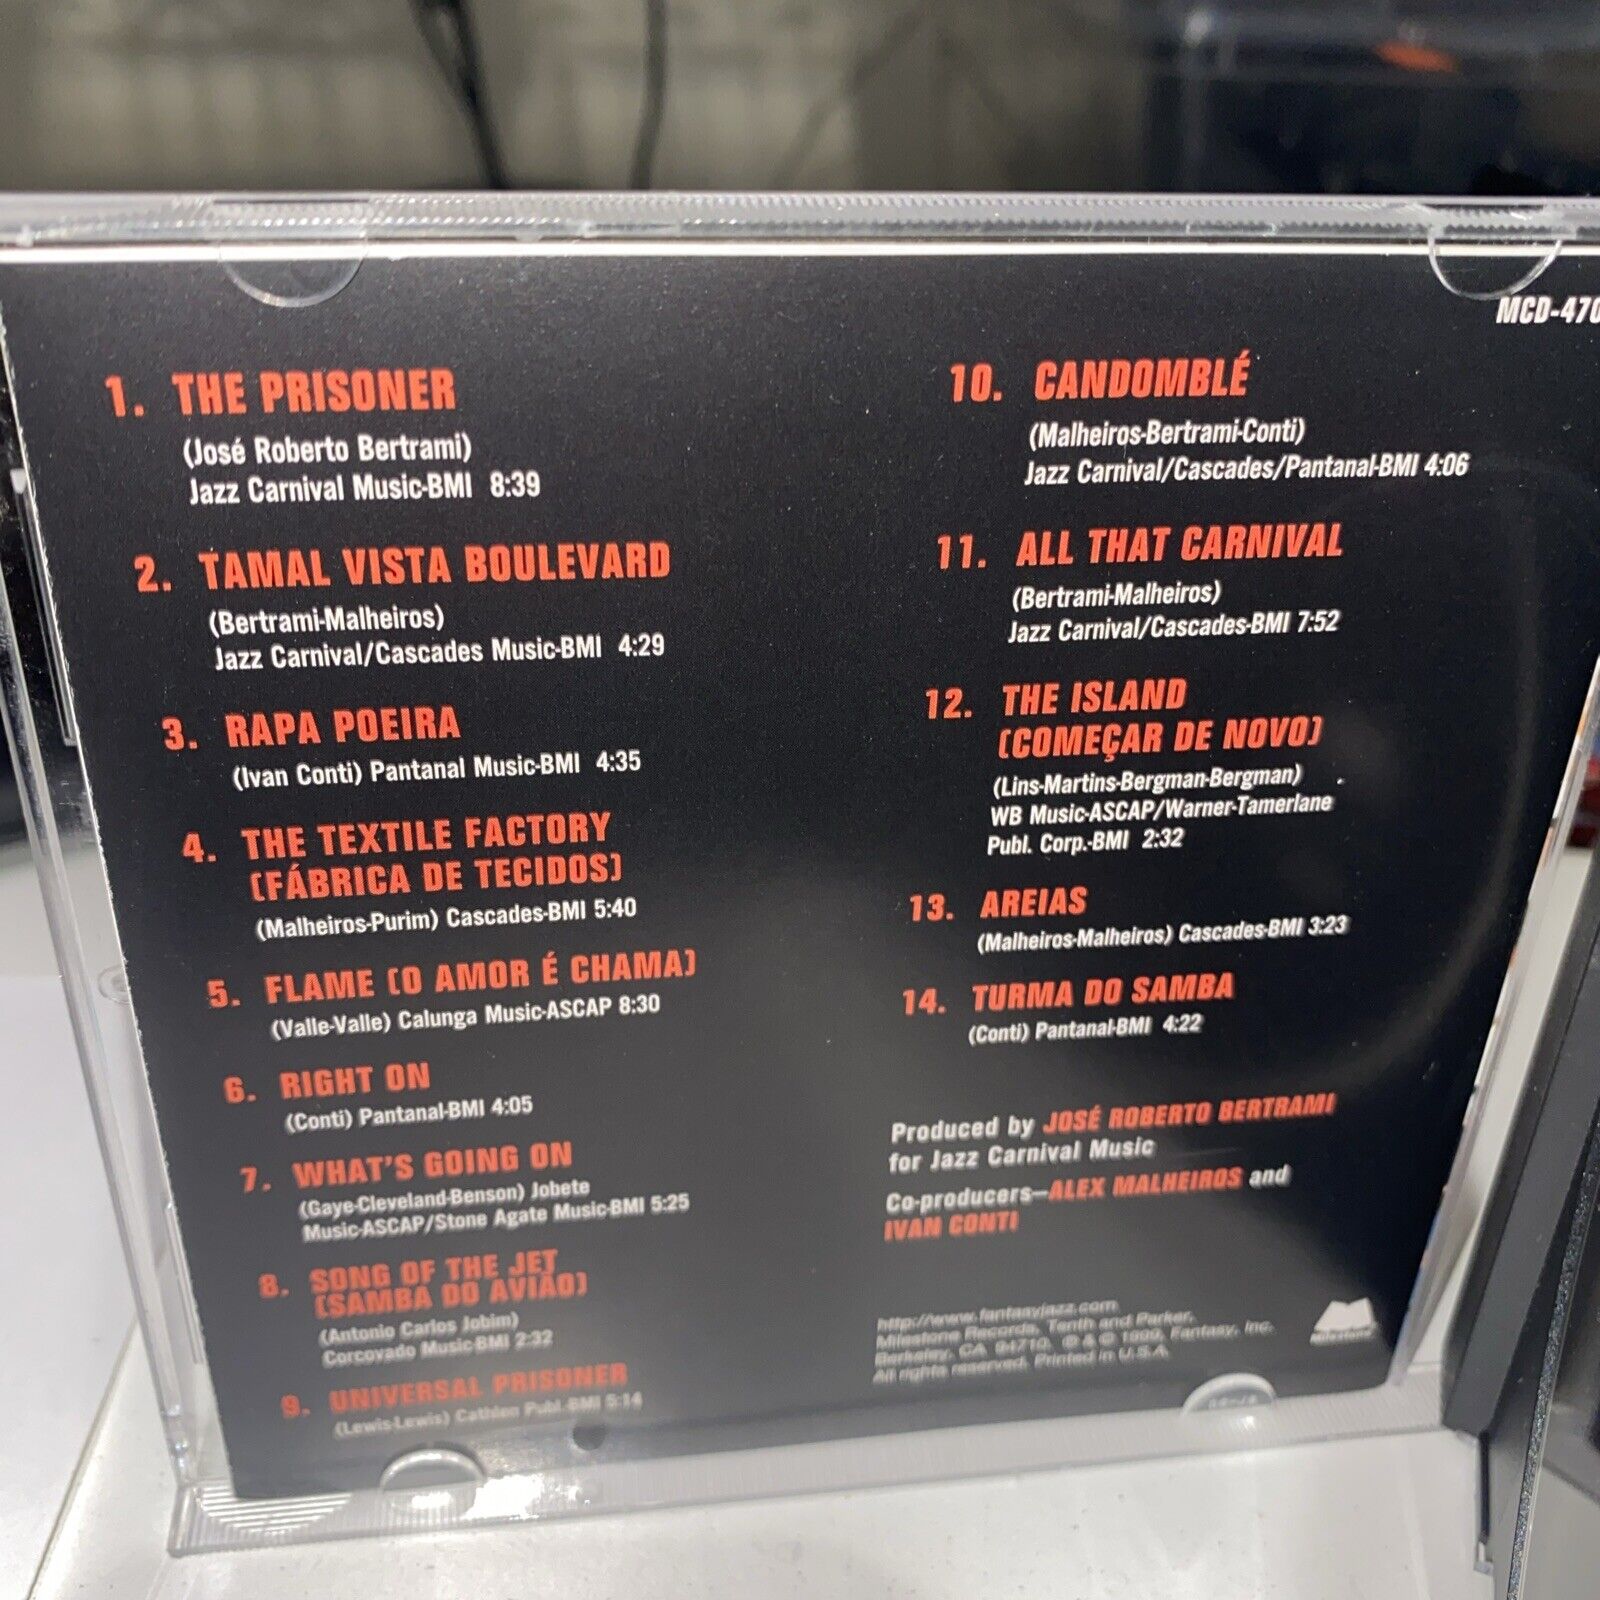 MCD-470
1. THE PRISONER
(José Roberto Bertrami)
Jazz Carnival Music-BMI 8:39
2. TAMAL VISTA BOULEVARD
(Bertrami-Malheiros)
Jazz Carnival/Cascades Music-BMI 4:29
3. RAPA POEIRA
(Ivan Conti) Pantanal Music-BMI 4:35
4. THE TEXTILE FACTORY
(FÁBRICA DE TECIDOS)
(Malheiros-Purim) Cascades-BMI 5:40
5. FLAME (O AMOR É CHAMA)
(Valle-Valle) Calunga Music-ASCAP 8:30
6. RIGHT ON
(Conti) Pantanal-BMI 4:05
7. WHAT'S GOING ON
(Gaye-Cleveland-Benson) Jobete
Music-ASCAP/Stone Agate Music-BMI 5:25
8. SONG OF THE JET
(SAMBA DO AVIÃO)
(Antonio Carlos Jobim)
Corcovado Music-BMI 2:32
9. UNIVERSAL PRISONER
(Lewis-Lewis) Cathlen Publ.-BMI 5:14
10. CANDOMBLÉ
(Malheiros-Bertrami-Conti)
Jazz Carnival/Cascades/Pantanal-BMI 4:06
11. ALL THAT CARNIVAL
(Bertrami-Malheiros)
Jazz Carnival/Cascades-BMI 7:52
12. THE ISLAND
(COMEÇAR DE NOVO)
(Lins-Martins-Bergman-Bergman)
WB Music-ASCAP/Warner-Tamerlane
Publ. Corp.-BMI 2:32
13. AREIAS
(Malheiros-Malheiros) Cascades-BMI 3:23
14. TURMA DO SAMBA
(Conti) Pantanal-BMI 4:22
Produced by JOSÉ ROBERTO BERTRAMI
for Jazz Carnival Music
Co-producers—ALEX MALHEIROS and
IVAN CONTI
http://www.fantasyjazz.com
Milestone Records, Tenth and Parker,
Berkeley, CA 94710. ℗ & © 1999, Fantasy, Inc.
All rights reserved. Printed in U.S.A.
milestone